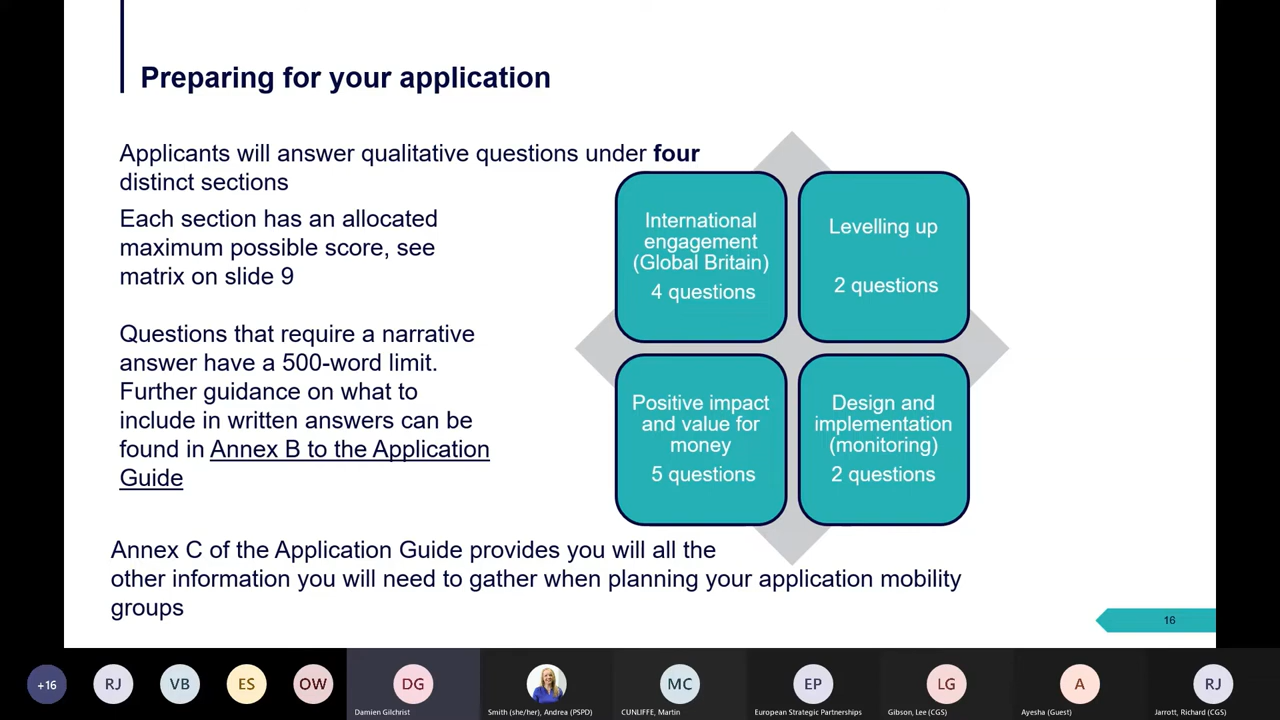 Preparing for your application
Applicants will answer qualitative questions under four
distinct sections
Each section has an allocated
maximum possible score, see
matrix on slide 9
Questions that require a narrative
answer have a 500-word limit.
Further guidance on what to
include in written answers can be
found in Annex B to the Application
Guide
International
engagement
(Global Britain)
4 questions
Levelling up
2 questions
Positive impact
and value for
money
5 questions
Design and
implementation
(monitoring)
2 questions
Annex C of the Application Guide provides you will all the
other information you will need to gather when planning your application mobility
groups
16
+16
RJ
VB
ES
OW
DG
Damien Gilchrist
Smith (she/her), Andrea (PSPD)
MC
CUNLIFFE, Martin
EP
European Strategic Partnerships
LG
Gibson, Lee (CGS)
A
Ayesha (Guest)
RJ
Jarrott, Richard (CGS)